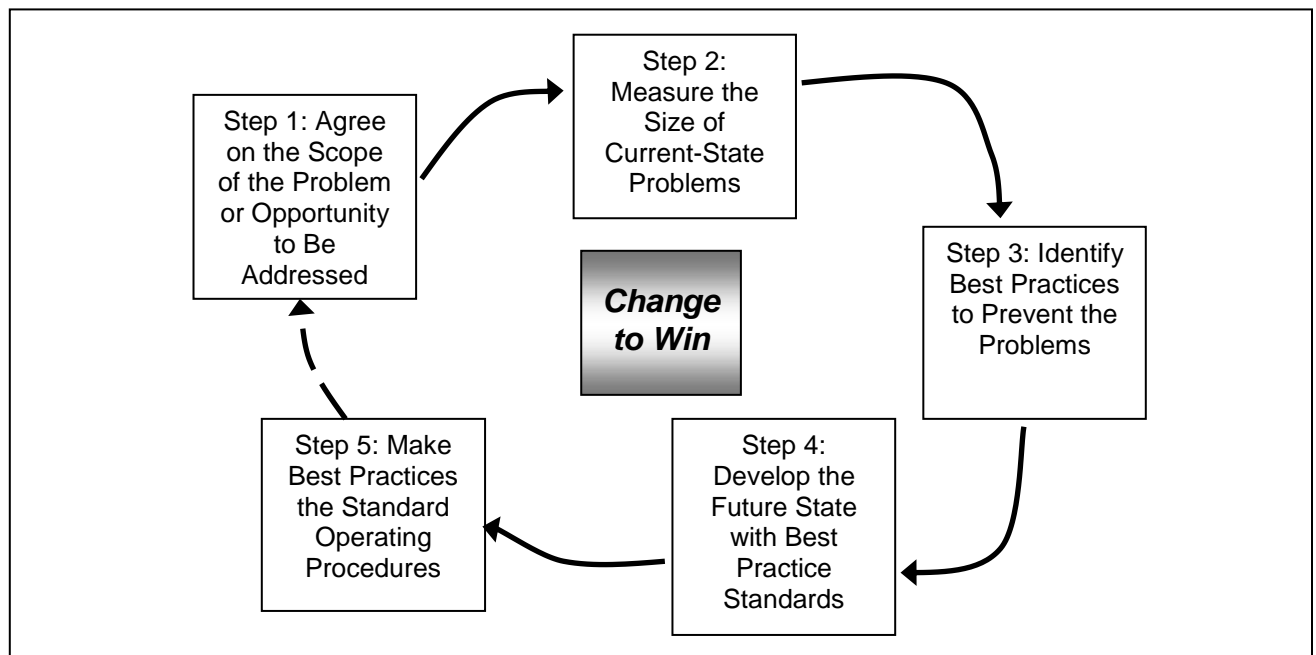 Step 1: Agree
on the Scope
of the Problem
or Opportunity
to Be
Addressed
Step 2:
Measure the
Size of
Current-State
Problems
Step 3: Identify
Best Practices
to Prevent the
Problems
Step 4:
Develop the
Future State
with Best
Practice
Standards
Step 5: Make
Best Practices
the Standard
Operating
Procedures
Change
to Win